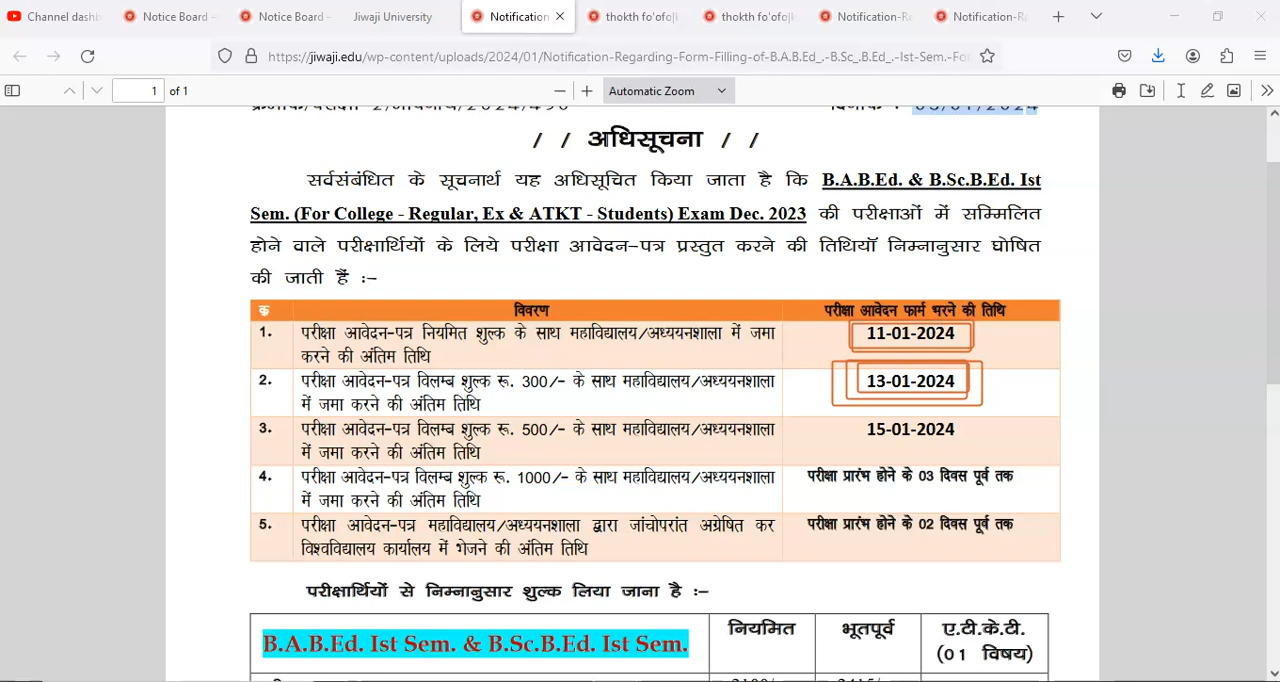 Channel dashb
Notice Board –
Notice Board –
Jiwaji University
Notification
thokth fo'ofo|k
thokth fo'ofo|k
Notification-Re
Notification-Ra
https://jiwaji.edu/wp-content/uploads/2024/01/Notification-Regarding-Form-Filling-of-B.A.B.Ed_.-B.Sc_.B.Ed_.-Ist-Sem.-For
1 of 1
Automatic Zoom
/ / अधिसूचना / /
सर्वसंबंधित के सूचनार्थ यह अधिसूचित किया जाता है कि B.A.B.Ed. & B.Sc.B.Ed. Ist
Sem. (For College - Regular, Ex & ATKT - Students) Exam Dec. 2023 की परीक्षाओं में सम्मिलित
होने वाले परीक्षार्थियों के लिये परीक्षा आवेदन–पत्र प्रस्तुत करने की तिथियॉ निम्नानुसार घोषित
की जाती हैं :–
क विवरण परीक्षा आवेदन फार्म भरने की तिथि
1. परीक्षा आवेदन-पत्र नियमित शुल्क के साथ महाविद्यालय/अध्ययनशाला में जमा 11-01-2024
करने की अंतिम तिथि
2. परीक्षा आवेदन-पत्र विलम्ब शुल्क रू. 300/- के साथ महाविद्यालय/अध्ययनशाला 13-01-2024
में जमा करने की अंतिम तिथि
3. परीक्षा आवेदन-पत्र विलम्ब शुल्क रू. 500/- के साथ महाविद्यालय/अध्ययनशाला 15-01-2024
में जमा करने की अंतिम तिथि
4. परीक्षा आवेदन-पत्र विलम्ब शुल्क रू. 1000/- के साथ महाविद्यालय/अध्ययनशाला परीक्षा प्रारंभ होने के 03 दिवस पूर्व तक
में जमा करने की अंतिम तिथि
5. परीक्षा आवेदन-पत्र महाविद्यालय/अध्ययनशाला द्वारा जांचोपरांत अग्रेषित कर परीक्षा प्रारंभ होने के 02 दिवस पूर्व तक
विश्वविद्यालय कार्यालय में भेजने की अंतिम तिथि
परीक्षार्थियों से निम्नानुसार शुल्क लिया जाना है :–
B.A.B.Ed. Ist Sem. & B.Sc.B.Ed. Ist Sem. नियमित भूतपूर्व ए.टी.के.टी.
(01 विषय)